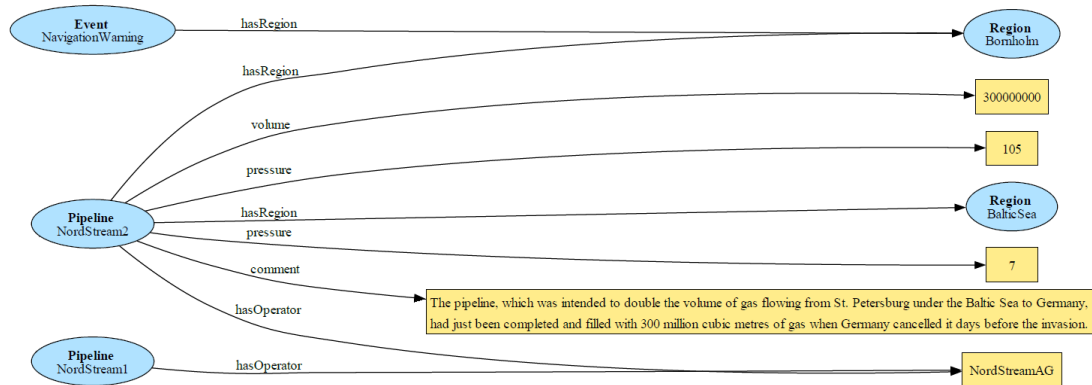 Event
NavigationWarning
hasRegion
Region
Bornholm
hasRegion
300000000
volume
105
pressure
Pipeline
NordStream2
hasRegion
Region
BalticSea
pressure
7
comment
The pipeline, which was intended to double the volume of gas flowing from St. Petersburg under the Baltic Sea to Germany,
had just been completed and filled with 300 million cubic metres of gas when Germany cancelled it days before the invasion.
hasOperator
Pipeline
NordStream1
hasOperator
NordStreamAG